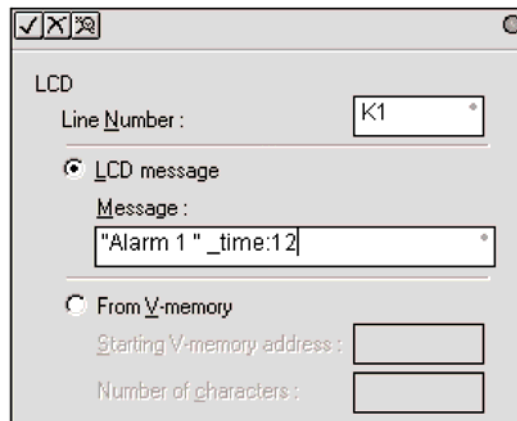 LCD
Line Number : K1
LCD message
Message :
"Alarm 1 " _time:12
From V-memory
Starting V-memory address :
Number of characters :